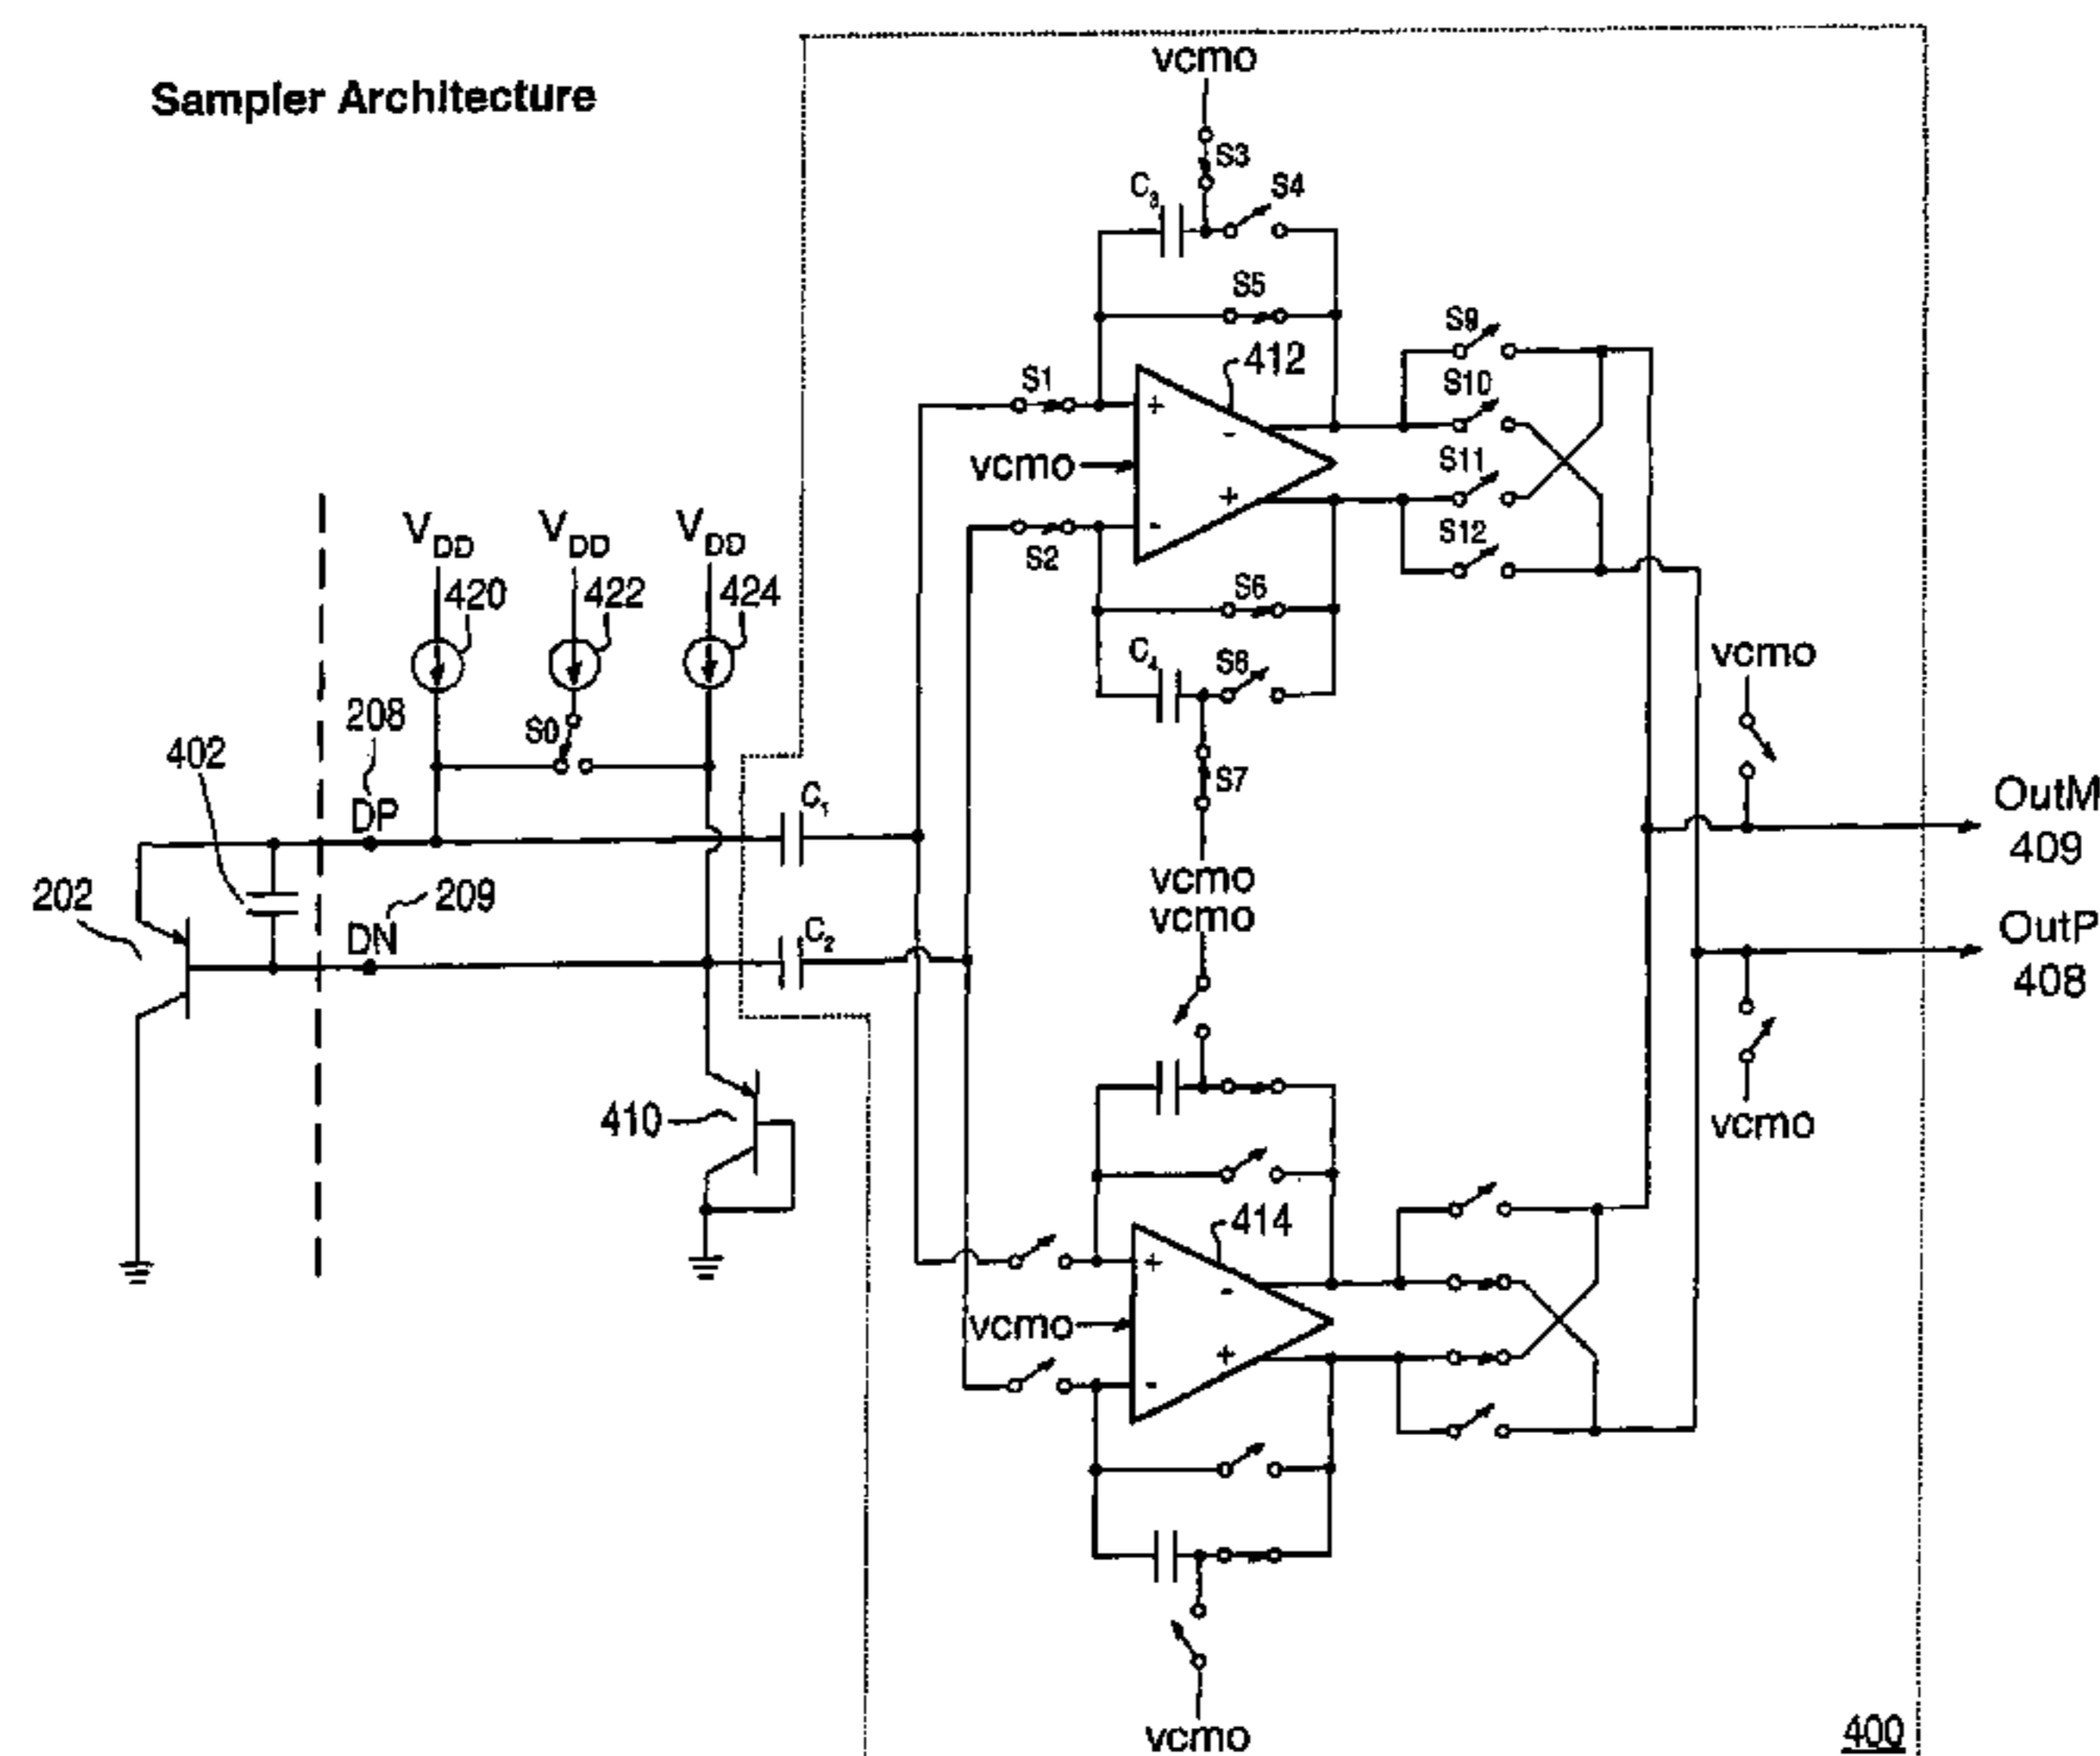 Sampler Architecture
vcmo
S3
C3
S4
S5
S9
412
S1
S10
+
-
vcmo
S11
+
-
S2
S12
VDD
VDD
VDD
420
422
424
S6
C4
S8
vcmo
208
S0
402
S7
DP
C1
OutM
409
vcmo
202
DN
209
vcmo
C2
OutP
408
410
vcmo
414
+
-
vcmo
+
-
vcmo
400